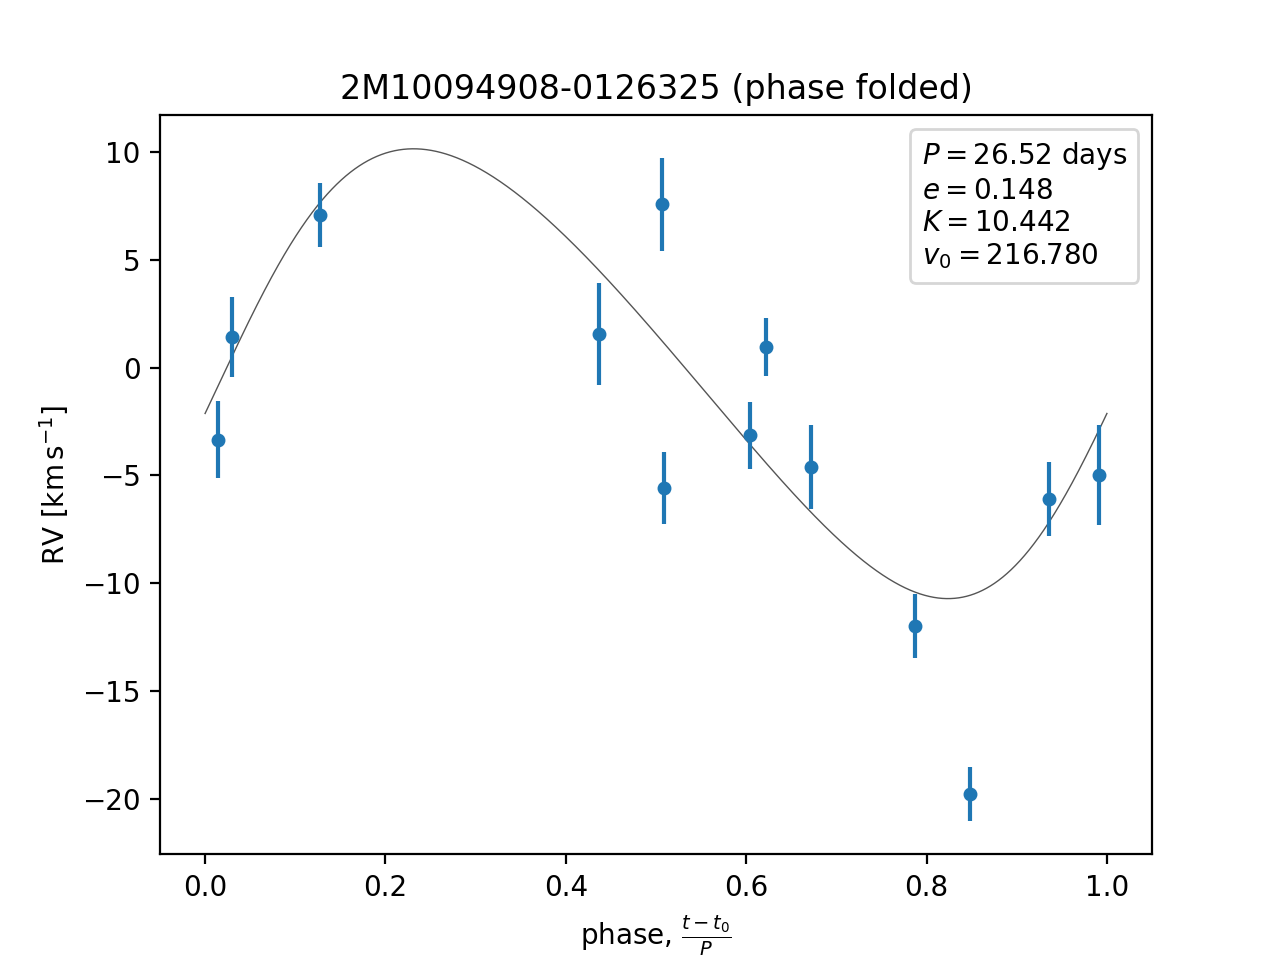 2M10094908-0126325 (phase folded)
P = 26.52 days
e = 0.148
K = 10.442
v₀ = 216.780
10
5
0
−5
−10
−15
−20
RV [km s⁻¹]
0.0 0.2 0.4 0.6 0.8 1.0
phase, (t − t₀)/P